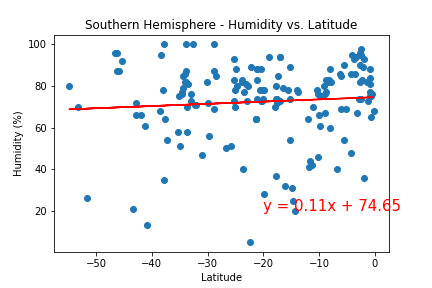 Southern Hemisphere - Humidity vs. Latitude
100
80
60
40
20
Humidity (%)
y = 0.11x + 74.65
−50
−40
−30
−20
−10
0
Latitude